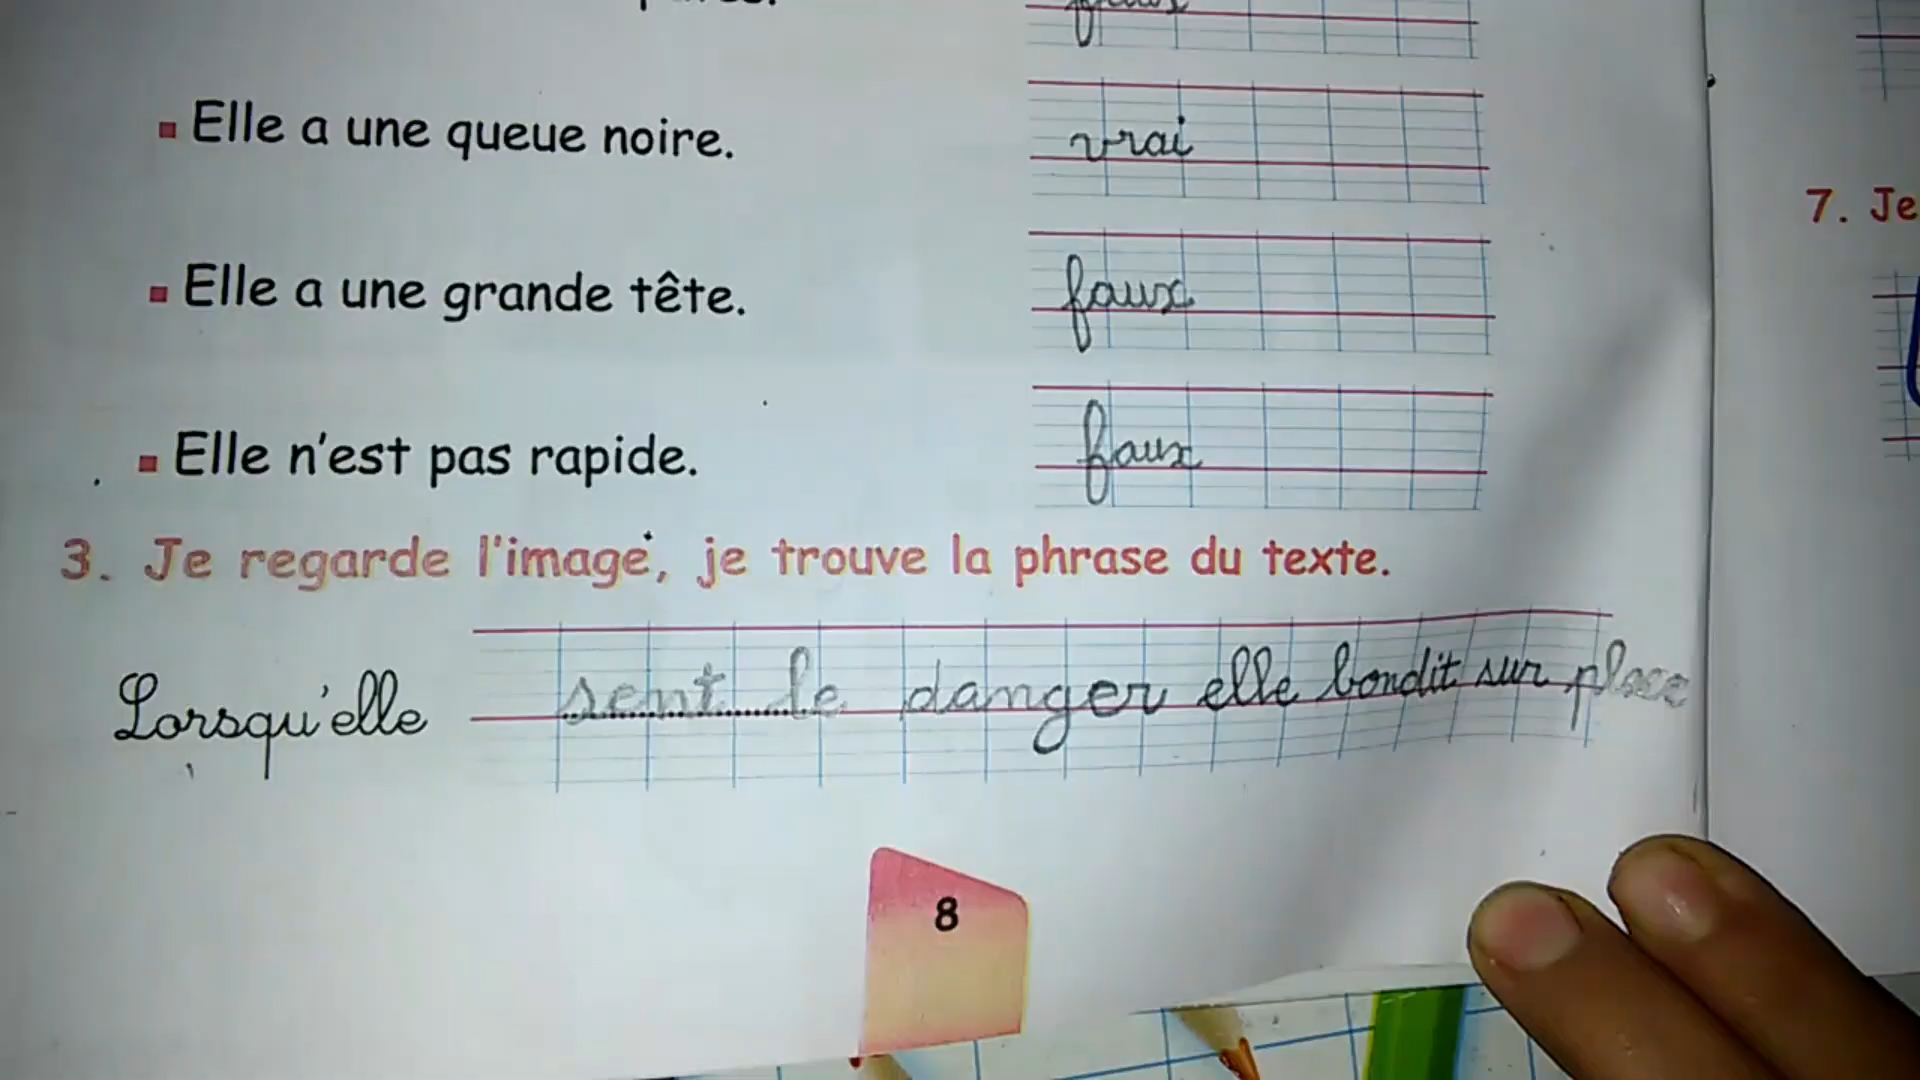 faux
Elle a une queue noire. vrai
Elle a une grande tête. faux
Elle n'est pas rapide. faux
3. Je regarde l'image, je trouve la phrase du texte.
Lorsqu'elle sent le danger elle bondit sur place
8
7. Je